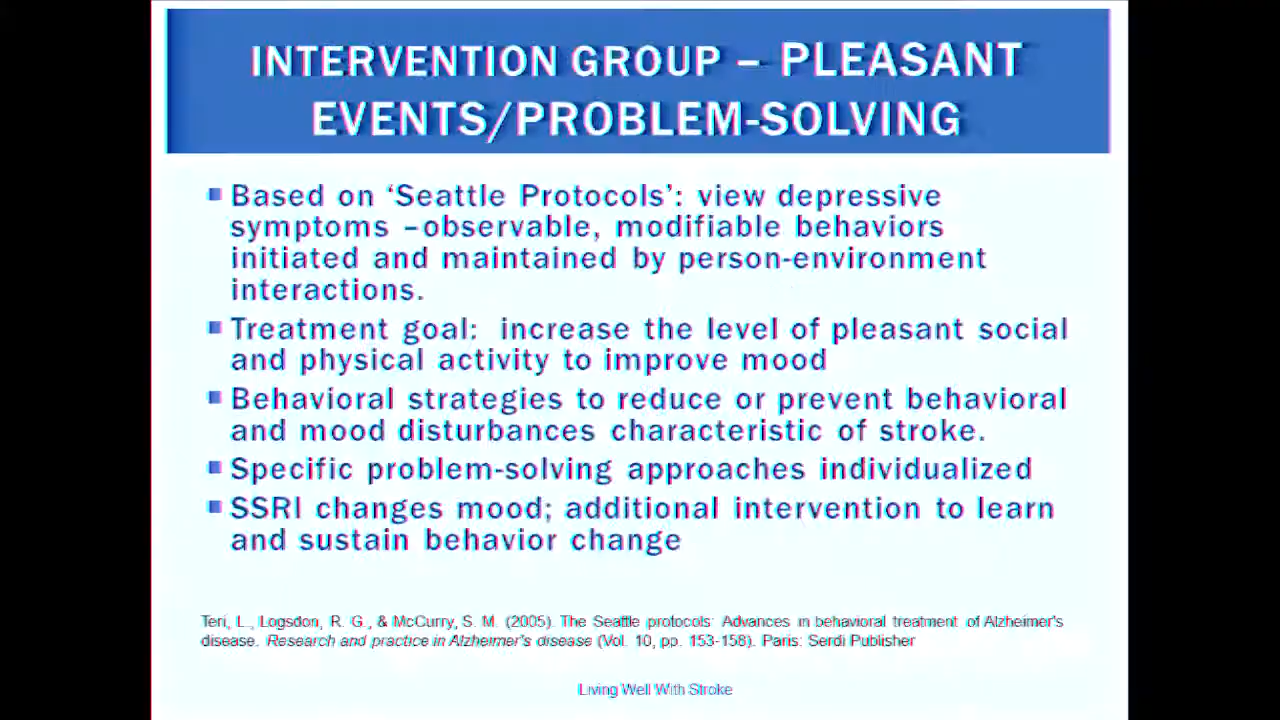 INTERVENTION GROUP – PLEASANT
EVENTS/PROBLEM-SOLVING
Based on ‘Seattle Protocols’: view depressive
symptoms –observable, modifiable behaviors
initiated and maintained by person-environment
interactions.
Treatment goal: increase the level of pleasant social
and physical activity to improve mood
Behavioral strategies to reduce or prevent behavioral
and mood disturbances characteristic of stroke.
Specific problem-solving approaches individualized
SSRI changes mood; additional intervention to learn
and sustain behavior change
Teri, L., Logsdon, R. G., & McCurry, S. M. (2005). The Seattle protocols: Advances in behavioral treatment of Alzheimer's
disease. Research and practice in Alzheimer's disease (Vol. 10, pp. 153-158). Paris: Serdi Publisher
Living Well With Stroke